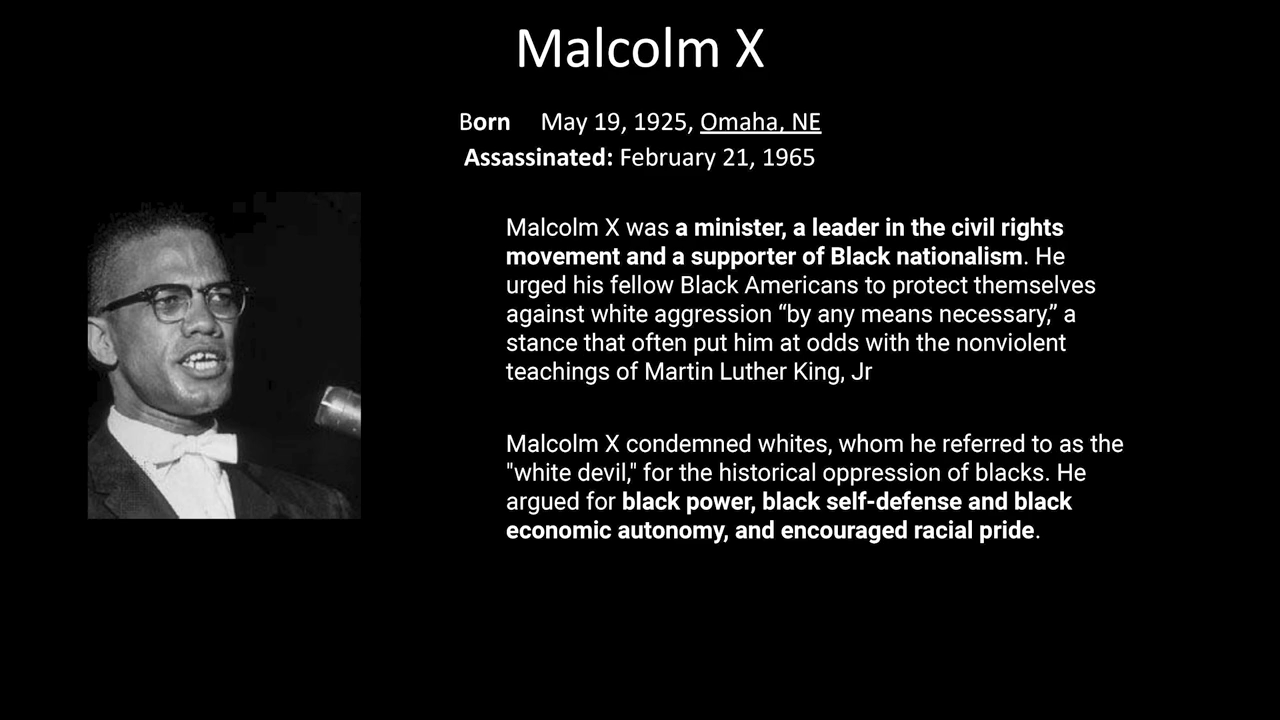 Malcolm X
Born May 19, 1925, Omaha, NE
Assassinated: February 21, 1965
Malcolm X was a minister, a leader in the civil rights
movement and a supporter of Black nationalism. He
urged his fellow Black Americans to protect themselves
against white aggression “by any means necessary,” a
stance that often put him at odds with the nonviolent
teachings of Martin Luther King, Jr
Malcolm X condemned whites, whom he referred to as the
"white devil," for the historical oppression of blacks. He
argued for black power, black self-defense and black
economic autonomy, and encouraged racial pride.